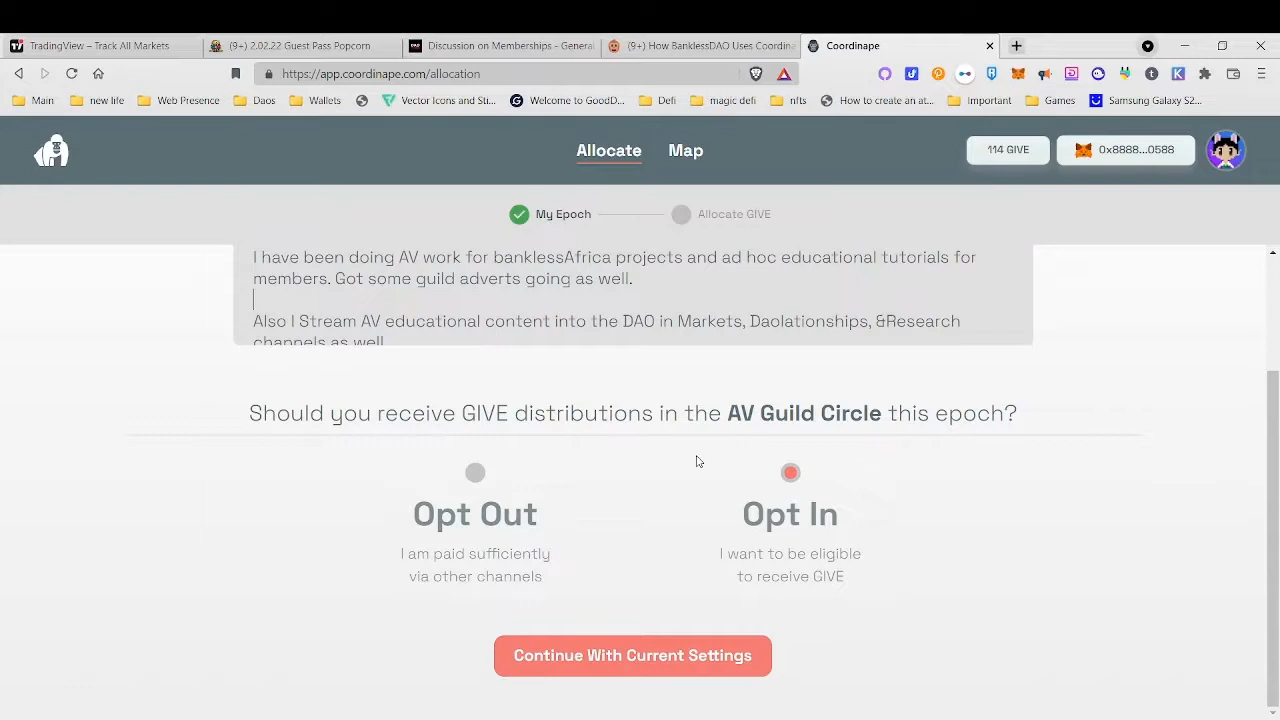 TradingView – Track All Markets
(9+) 2.02.22 Guest Pass Popcorn
Discussion on Memberships - General
(9+) How BanklessDAO Uses Coordin
Coordinape
https://app.coordinape.com/allocation
Main
new life
Web Presence
Daos
Wallets
Vector Icons and Sti...
Welcome to GoodD...
Defi
magic defi
nfts
How to create an at...
Important
Games
Samsung Galaxy S2...
Allocate
Map
114 GIVE
0x8888...0588
My Epoch
Allocate GIVE
I have been doing AV work for banklessAfrica projects and ad hoc educational tutorials for
members. Got some guild adverts going as well.
Also I Stream AV educational content into the DAO in Markets, Daolationships, &Research
channels as well
Should you receive GIVE distributions in the AV Guild Circle this epoch?
Opt Out
I am paid sufficiently
via other channels
Opt In
I want to be eligible
to receive GIVE
Continue With Current Settings